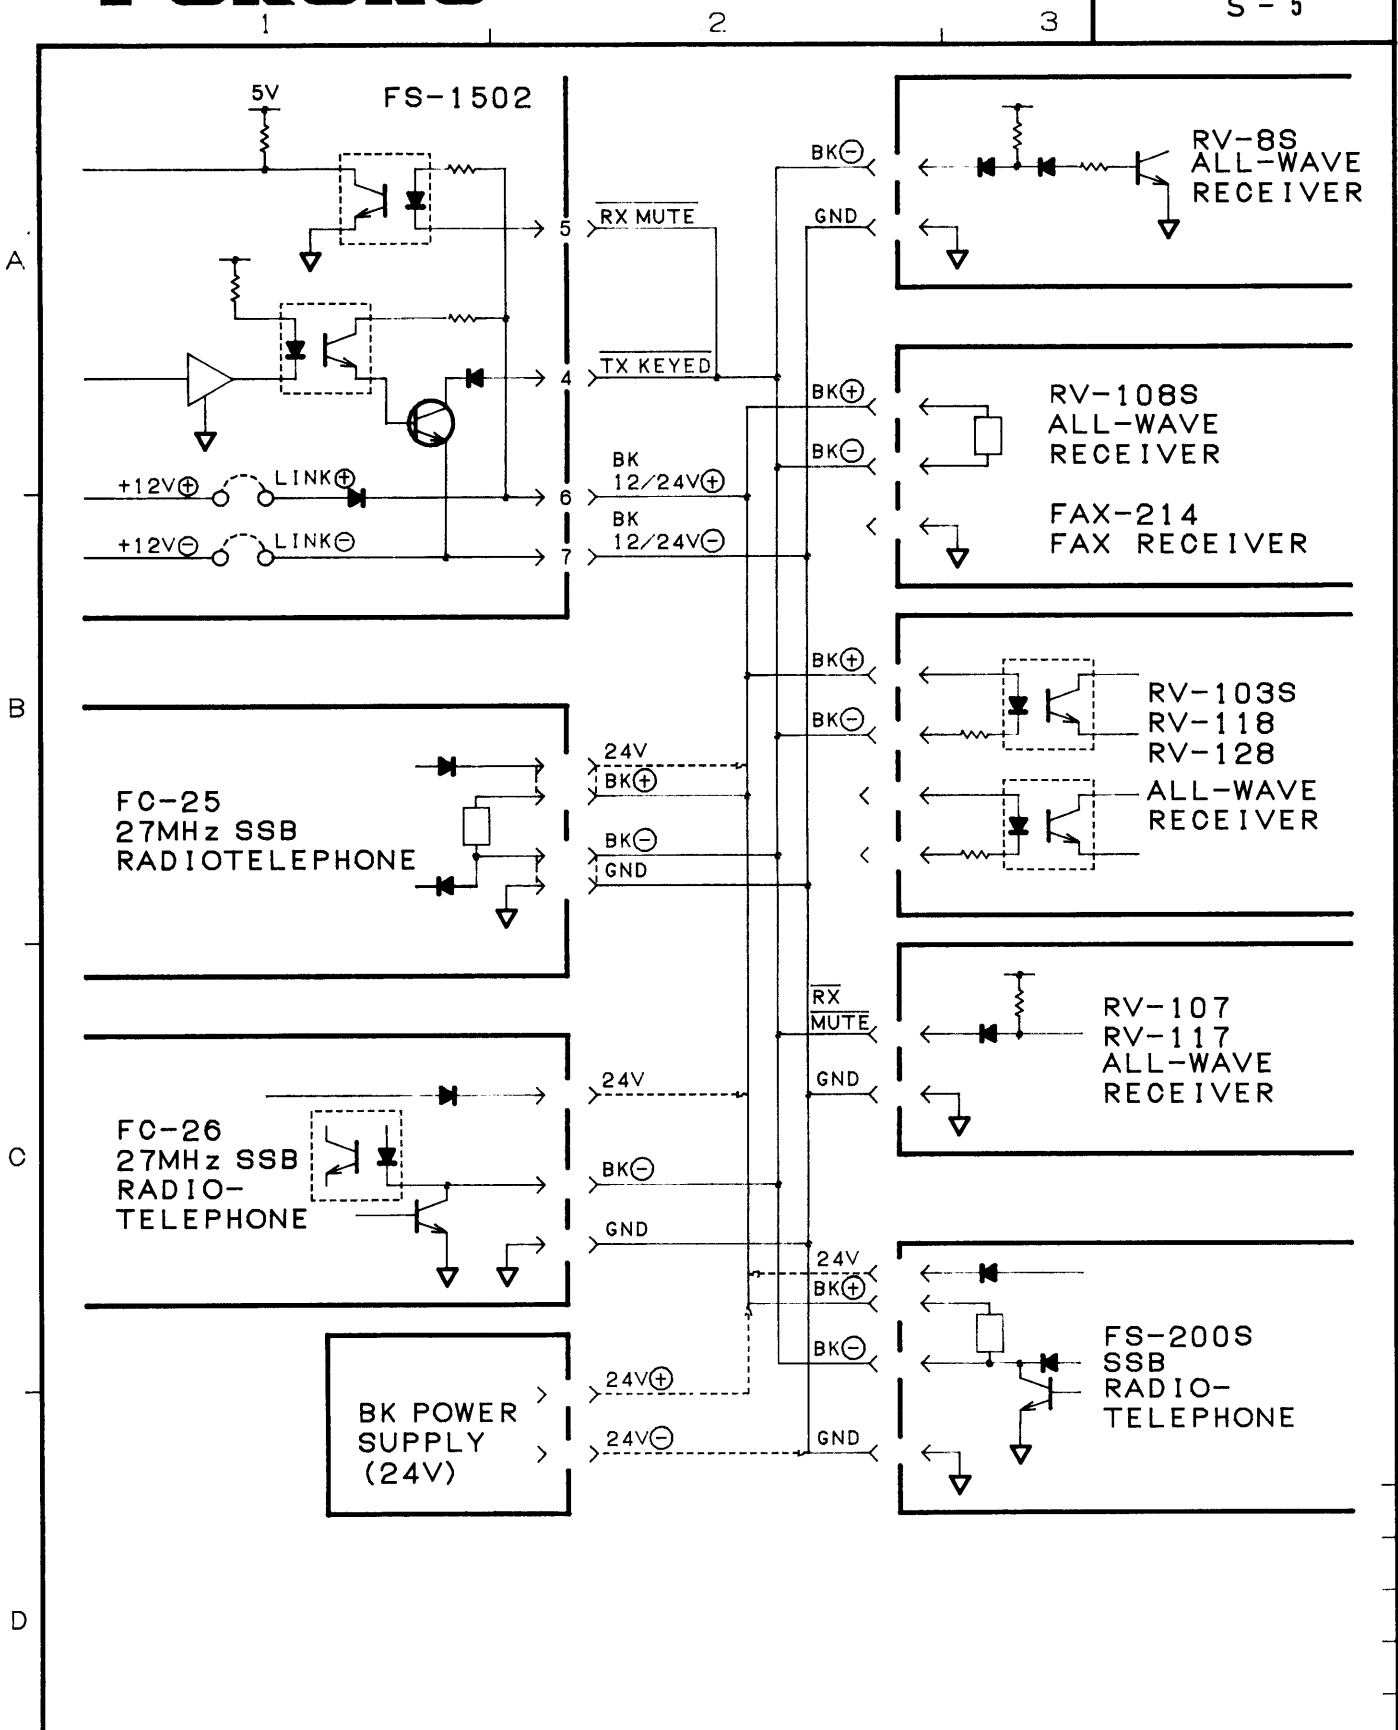 S-5
1
2
3
A
B
C
D
5V
FS-1502
5
RX MUTE
4
TX KEYED
+12V⊕
LINK⊕
6
BK
12/24V⊕
+12V⊖
LINK⊖
7
BK
12/24V⊖
FC-25
27MHz SSB
RADIOTELEPHONE
24V
BK⊕
BK⊖
GND
FC-26
27MHz SSB
RADIO-
TELEPHONE
24V
BK⊖
GND
BK POWER
SUPPLY
(24V)
24V⊕
24V⊖
BK⊖
GND
RV-8S
ALL-WAVE
RECEIVER
BK⊕
BK⊖
RV-108S
ALL-WAVE
RECEIVER
FAX-214
FAX RECEIVER
BK⊕
BK⊖
RV-103S
RV-118
RV-128
ALL-WAVE
RECEIVER
RX
MUTE
GND
RV-107
RV-117
ALL-WAVE
RECEIVER
24V
BK⊕
BK⊖
GND
FS-200S
SSB
RADIO-
TELEPHONE